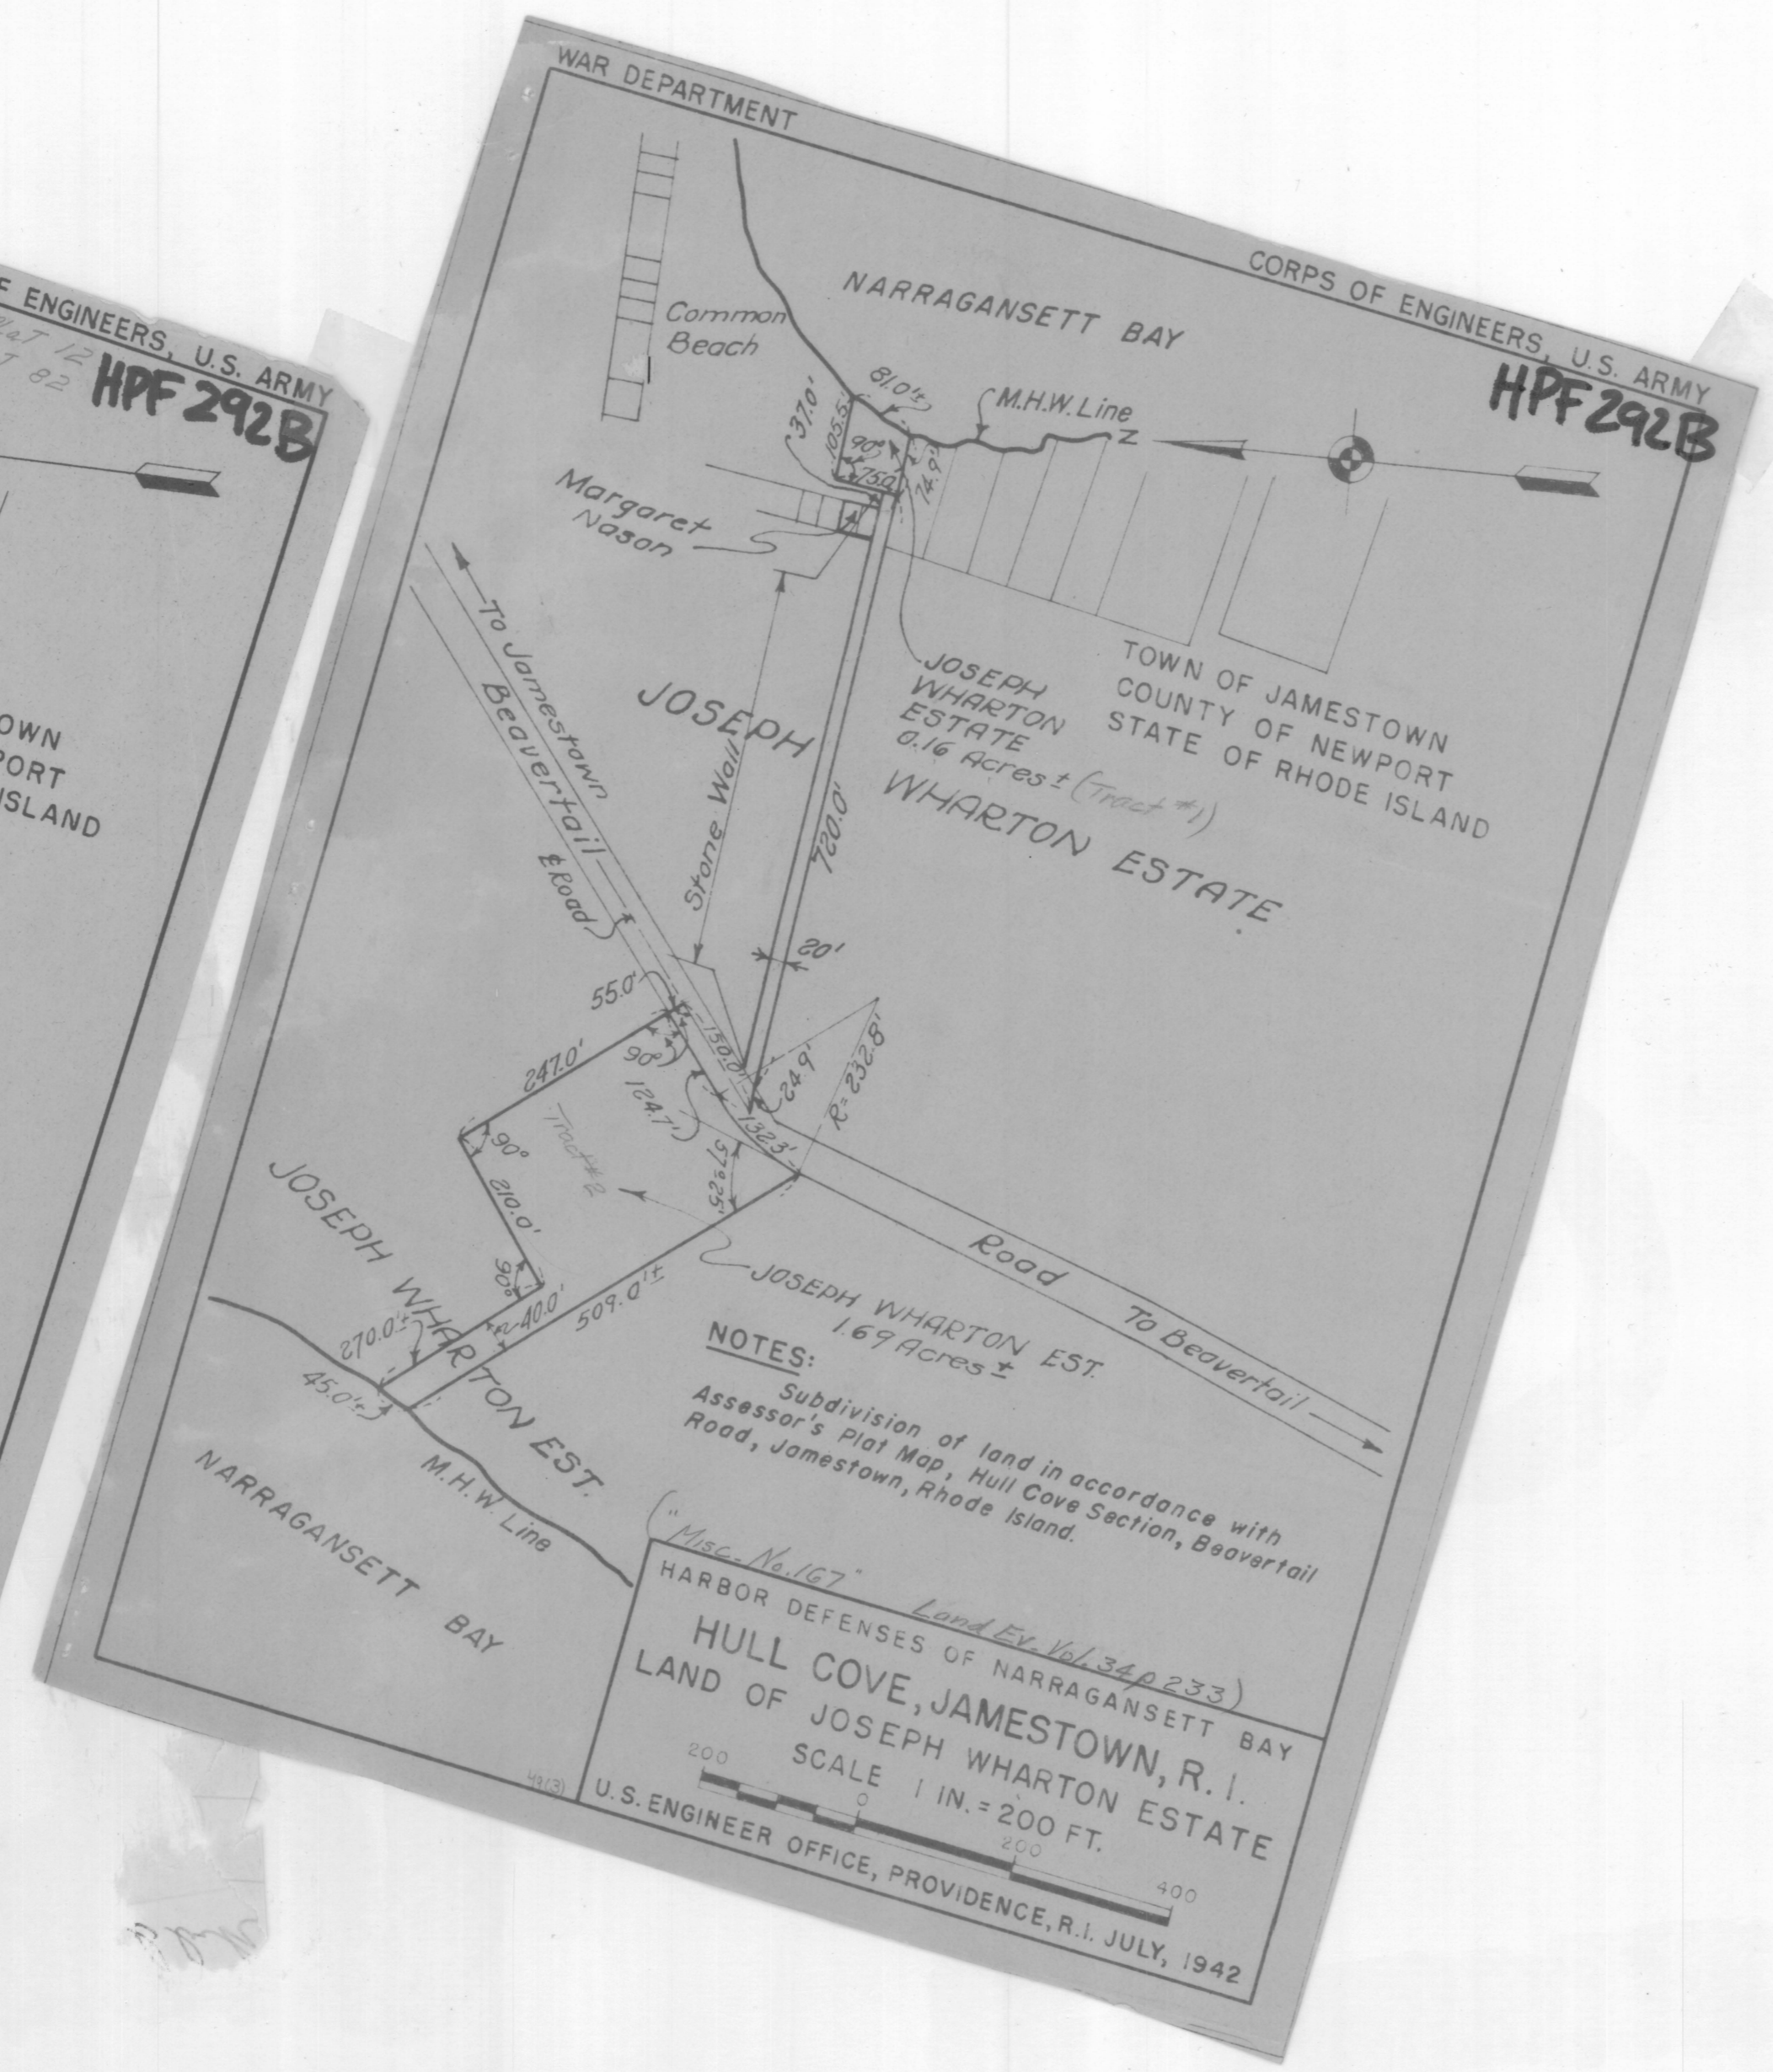 F ENGINEERS, U.S. ARMY
12
82
HPF 292B
OWN
PORT
ISLAND
WAR DEPARTMENT
CORPS OF ENGINEERS, U.S. ARMY
HPF 292B
NARRAGANSETT BAY
Common
Beach
37.0'
105.5'
81.0'±
M.H.W. Line
N
90°
75.0'
74.9'
Margaret
Nason
To Jamestown
Beavertail
℄ Road
JOSEPH
WHARTON ESTATE
Stone Wall
720.0'
20'
JOSEPH
WHARTON
ESTATE
0.16 Acres ± (Tract #1)
TOWN OF JAMESTOWN
COUNTY OF NEWPORT
STATE OF RHODE ISLAND
55.0'
247.0'
90°
150.0'
124.7'
24.9'
R=232.8'
132.3'
57°25'
Tract #2
90°
210.0'
90°
40.0'
509.0'±
270.0'±
45.0'±
JOSEPH WHARTON EST.
JOSEPH WHARTON EST.
1.69 Acres ±
Road
To Beavertail
M.H.W. Line
NARRAGANSETT BAY
NOTES:
Subdivision of land in accordance with
Assessor's Plat Map, Hull Cove Section, Beavertail
Road, Jamestown, Rhode Island.
("Misc. No. 167" Land Ev. Vol. 34 p 233)
HARBOR DEFENSES OF NARRAGANSETT BAY
HULL COVE, JAMESTOWN, R. I.
LAND OF JOSEPH WHARTON ESTATE
SCALE 1 IN. = 200 FT.
200 0 200 400
U.S. ENGINEER OFFICE, PROVIDENCE, R.I. JULY, 1942
49(3)